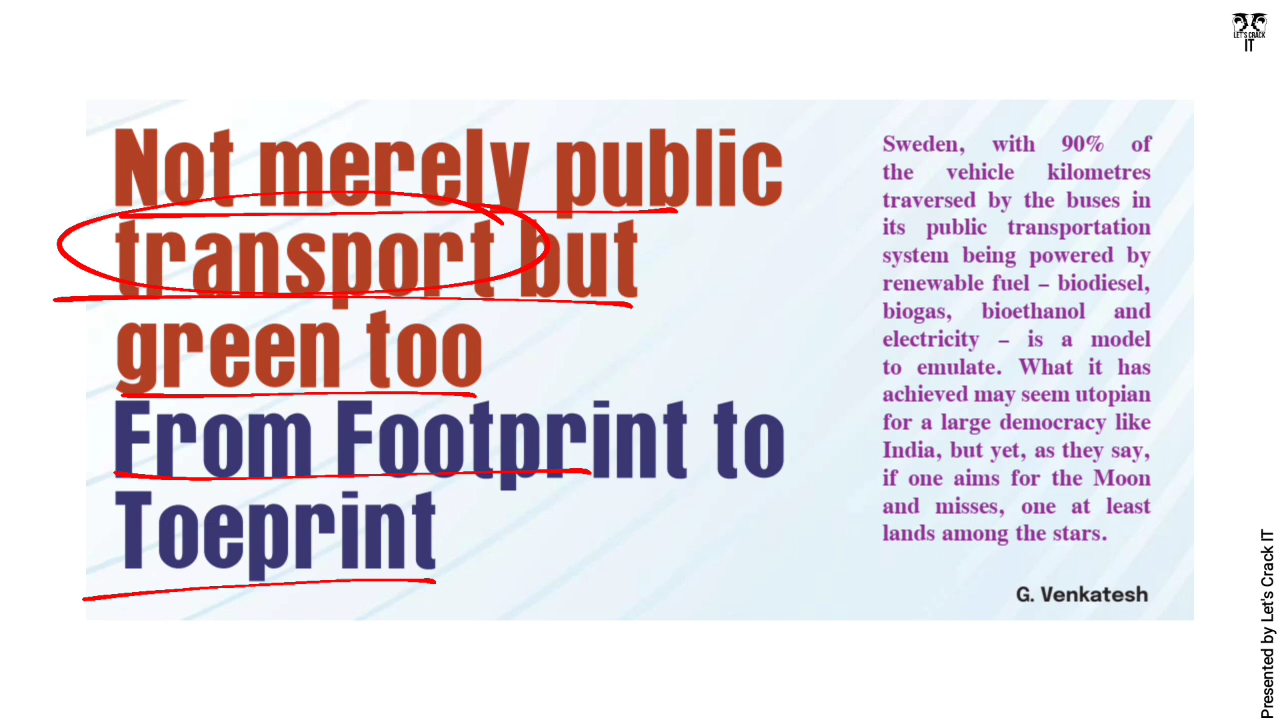 LET'S CRACK
IT
Not merely public
transport but
green too
From Footprint to
Toeprint
Sweden, with 90% of
the vehicle kilometres
traversed by the buses in
its public transportation
system being powered by
renewable fuel – biodiesel,
biogas, bioethanol and
electricity – is a model
to emulate. What it has
achieved may seem utopian
for a large democracy like
India, but yet, as they say,
if one aims for the Moon
and misses, one at least
lands among the stars.
G. Venkatesh
Presented by Let's Crack IT